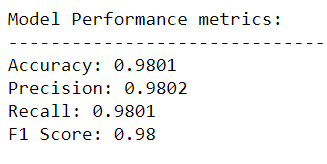 Model Performance metrics:
------------------------------
Accuracy: 0.9801
Precision: 0.9802
Recall: 0.9801
F1 Score: 0.98